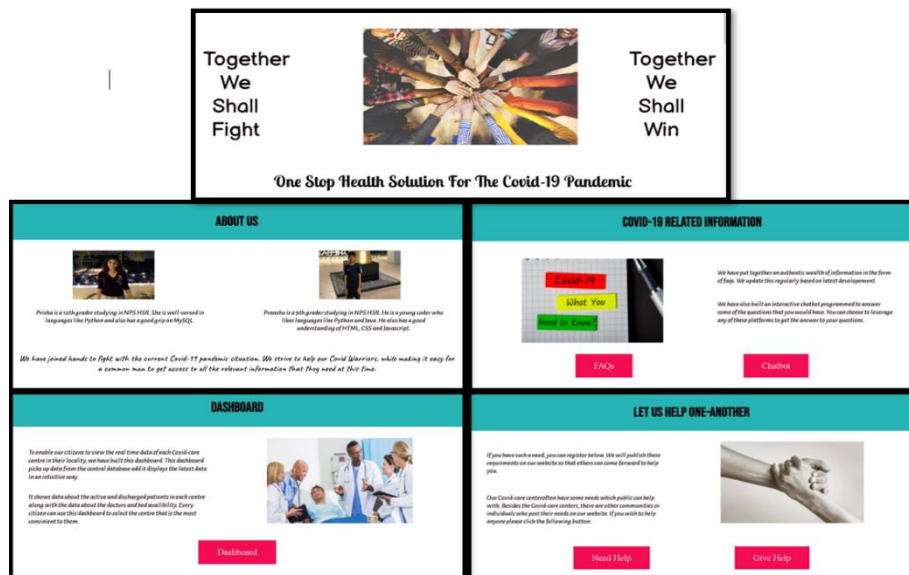 Together
We
Shall
Fight
Together
We
Shall
Win
One Stop Health Solution For The Covid-19 Pandemic
ABOUT US
Prisha is a 12th grader studying in NPS HSR. She is well-versed in
languages like Python and also has a good grip on MySQL.
Pransha is a 9th grader studying in NPS HSR. He is a young coder who
likes languages like Python and Java. He also has a good
understanding of HTML, CSS and Javascript.
We have joined hands to fight with the current Covid-19 pandemic situation. We strive to help our Covid Warriors, while making it easy for
a common man to get access to all the relevant information that they need at this time.
COVID-19 RELATED INFORMATION
Covid-19
What You
Need to Know?
We have put together an authentic wealth of information in the form
of faqs. We update this regularly based on latest developement.
We have also built an interactive chatbot programmed to answer
some of the questions that you would have. You can choose to leverage
any of these platforms to get the answer to your questions.
FAQs
Chatbot
DASHBOARD
To enable our citizens to view the real time data of each Covid-care
centre in their locality, we have built this dashboard. This dashboard
picks up data from the central database add it displays the latest data
in an intuitive way.
It shows data about the active and discharged patients in each centre
along with the data about the doctors and bed availibility. Every
citizen can use this dashboard to select the centre that is the most
convinient to them.
Dashboard
LET US HELP ONE-ANOTHER
If you have such a need, you can register below. We will publish these
requirments on our website so that others can come forward to help
you.
Our Covid-care centeroften have some needs which public can help
with. Besides the Covid-care centers, there are other communities or
individuals who post their needs on our website. If you wish to help
anyone please click the following button:
Need Help
Give Help